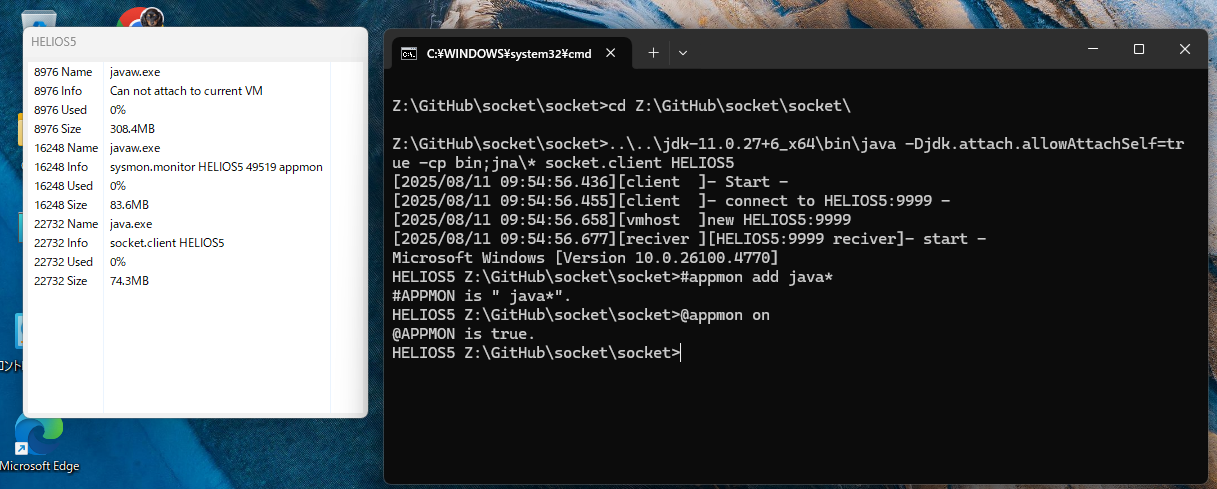 HELIOS5
8976 Name javaw.exe
8976 Info Can not attach to current VM
8976 Used 0%
8976 Size 308.4MB
16248 Name javaw.exe
16248 Info sysmon.monitor HELIOS5 49519 appmon
16248 Used 0%
16248 Size 83.6MB
22732 Name java.exe
22732 Info socket.client HELIOS5
22732 Used 0%
22732 Size 74.3MB
Microsoft Edge
C:¥WINDOWS¥system32¥cmd
Z:\GitHub\socket\socket>cd Z:\GitHub\socket\socket\
Z:\GitHub\socket\socket>..\..\jdk-11.0.27+6_x64\bin\java -Djdk.attach.allowAttachSelf=tr
ue -cp bin;jna\* socket.client HELIOS5
[2025/08/11 09:54:56.436][client  ]- Start -
[2025/08/11 09:54:56.455][client  ]- connect to HELIOS5:9999 -
[2025/08/11 09:54:56.658][vmhost  ]new HELIOS5:9999
[2025/08/11 09:54:56.677][reciver ][HELIOS5:9999 reciver]- start -
Microsoft Windows [Version 10.0.26100.4770]
HELIOS5 Z:\GitHub\socket\socket>#appmon add java*
#APPMON is " java*".
HELIOS5 Z:\GitHub\socket\socket>@appmon on
@APPMON is true.
HELIOS5 Z:\GitHub\socket\socket>